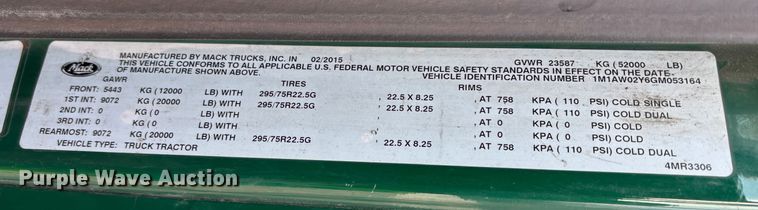 MANUFACTURED BY MACK TRUCKS, INC. IN 02/2015 GVWR 23587 KG (52000 LB)
THIS VEHICLE CONFORMS TO ALL APPLICABLE U.S. FEDERAL MOTOR VEHICLE SAFETY STANDARDS IN EFFECT ON THE DATE
OF MANUFACTURE SHOWN ABOVE. VEHICLE IDENTIFICATION NUMBER 1M1AW02Y6GM053164
Mack
GAWR TIRES RIMS
FRONT: 5443 KG (12000 LB) WITH 295/75R22.5G , 22.5 X 8.25 , AT 758 KPA ( 110 PSI) COLD SINGLE
1ST INT: 9072 KG (20000 LB) WITH 295/75R22.5G , 22.5 X 8.25 , AT 758 KPA ( 110 PSI) COLD DUAL
2ND INT: 0 KG (0 LB) WITH , AT 0 KPA ( 0 PSI) COLD
3RD INT: 0 KG (0 LB) WITH , AT 0 KPA ( 0 PSI) COLD
REARMOST: 9072 KG (20000 LB) WITH 295/75R22.5G , 22.5 X 8.25 , AT 758 KPA ( 110 PSI) COLD DUAL
VEHICLE TYPE: TRUCK TRACTOR
4MR3306
Purple Wave Auction